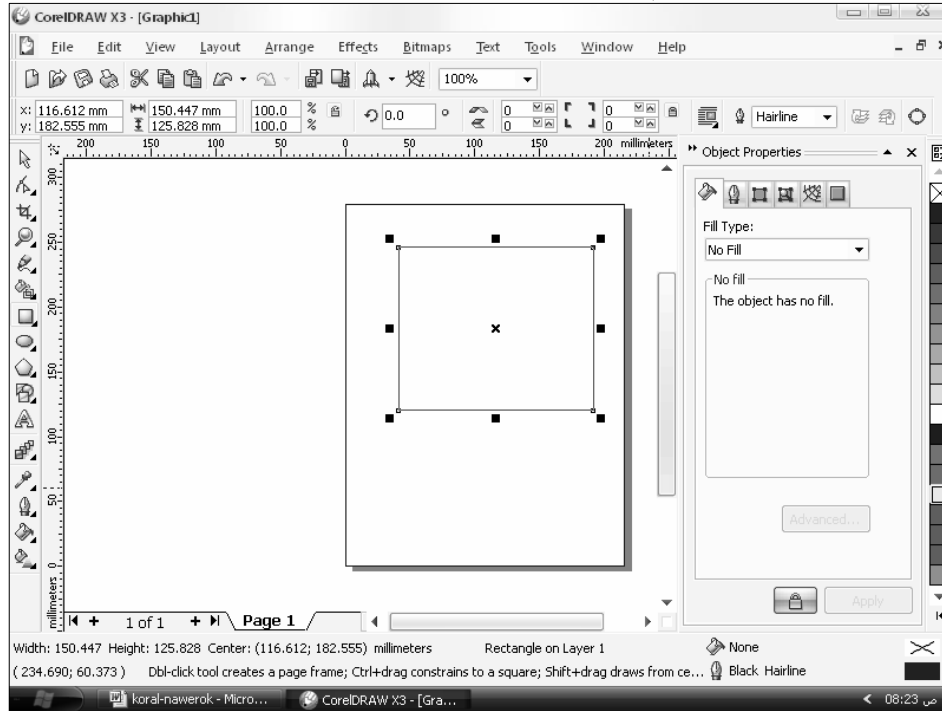 CorelDRAW X3 - [Graphic1]
File Edit View Layout Arrange Effects Bitmaps Text Tools Window Help
100%
x: 116.612 mm 150.447 mm 100.0 % 0.0 ° 0 0 Hairline
y: 182.555 mm 125.828 mm 100.0 % 0 0
200 150 100 50 0 50 100 150 200 millimeters
300
250
200
150
100
50
0
millimeters
Object Properties
Fill Type:
No Fill
No fill
The object has no fill.
Advanced...
Apply
1 of 1 Page 1
Width: 150.447 Height: 125.828 Center: (116.612; 182.555) millimeters Rectangle on Layer 1 None
( 234.690; 60.373 ) Dbl-click tool creates a page frame; Ctrl+drag constrains to a square; Shift+drag draws from ce... Black Hairline
koral-nawerok - Micro... CorelDRAW X3 - [Gra... 08:23 ص